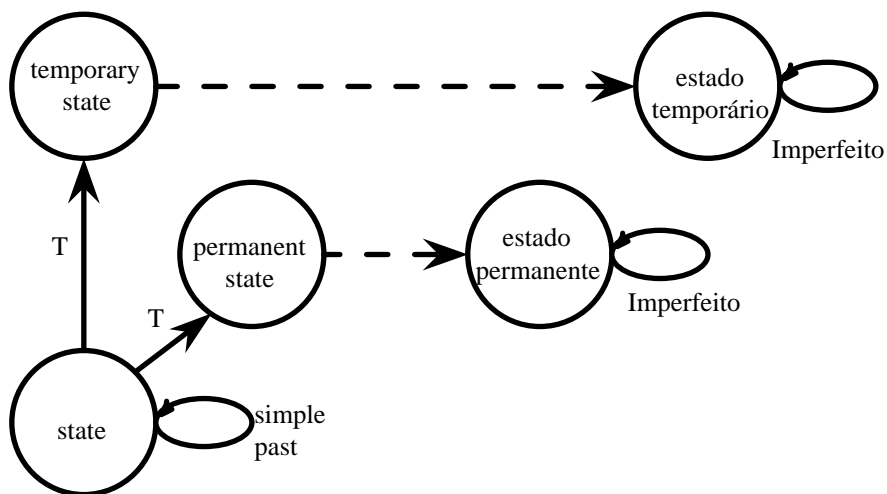 temporary
state
estado
temporário
Imperfeito
T
permanent
state
estado
permanente
Imperfeito
T
state
simple
past